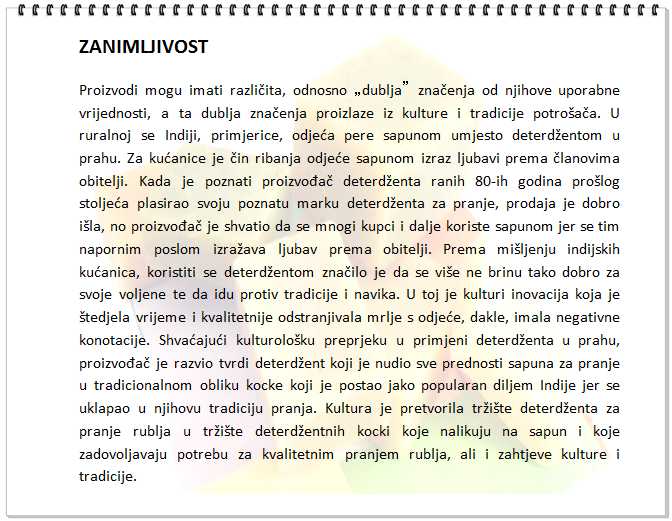 ZANIMLJIVOST
Proizvodi mogu imati različita, odnosno „dublja” značenja od njihove uporabne
vrijednosti, a ta dublja značenja proizlaze iz kulture i tradicije potrošača. U
ruralnoj se Indiji, primjerice, odjeća pere sapunom umjesto deterdžentom u
prahu. Za kućanice je čin ribanja odjeće sapunom izraz ljubavi prema članovima
obitelji. Kada je poznati proizvođač deterdženta ranih 80-ih godina prošlog
stoljeća plasirao svoju poznatu marku deterdženta za pranje, prodaja je dobro
išla, no proizvođač je shvatio da se mnogi kupci i dalje koriste sapunom jer se tim
napornim poslom izražava ljubav prema obitelji. Prema mišljenju indijskih
kućanica, koristiti se deterdžentom značilo je da se više ne brinu tako dobro za
svoje voljene te da idu protiv tradicije i navika. U toj je kulturi inovacija koja je
štedjela vrijeme i kvalitetnije odstranjivala mrlje s odjeće, dakle, imala negativne
konotacije. Shvaćajući kulturološku preprjeku u primjeni deterdženta u prahu,
proizvođač je razvio tvrdi deterdžent koji je nudio sve prednosti sapuna za pranje
u tradicionalnom obliku kocke koji je postao jako popularan diljem Indije jer se
uklapao u njihovu tradiciju pranja. Kultura je pretvorila tržište deterdženta za
pranje rublja u tržište deterdžentnih kocki koje nalikuju na sapun i koje
zadovoljavaju potrebu za kvalitetnim pranjem rublja, ali i zahtjeve kulture i
tradicije.